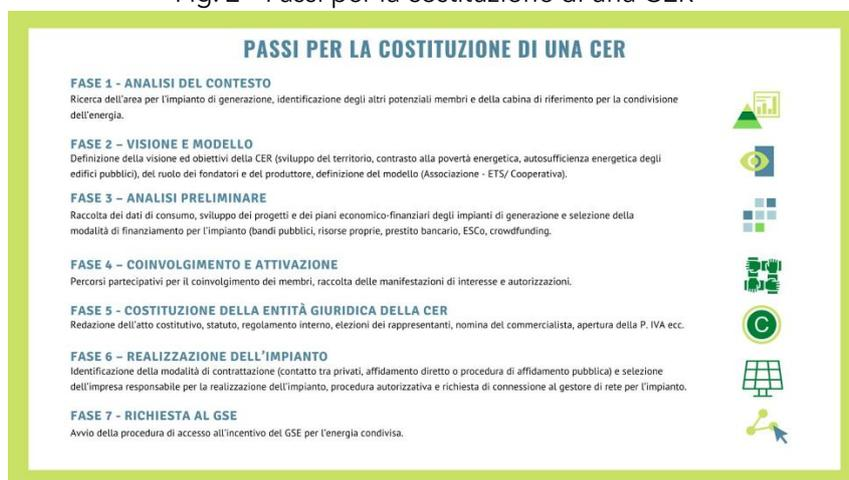 Fig. 2 - Passi per la costituzione di una CER
PASSI PER LA COSTITUZIONE DI UNA CER
FASE 1 - ANALISI DEL CONTESTO
Ricerca dell'area per l'impianto di generazione, identificazione degli altri potenziali membri e della cabina di riferimento per la condivisione
dell'energia.
FASE 2 – VISIONE E MODELLO
Definizione della visione ed obiettivi della CER (sviluppo del territorio, contrasto alla povertà energetica, autosufficienza energetica degli
edifici pubblici), del ruolo dei fondatori e del produttore, definizione del modello (Associazione - ETS/ Cooperativa).
FASE 3 – ANALISI PRELIMINARE
Raccolta dei dati di consumo, sviluppo dei progetti e dei piani economico-finanziari degli impianti di generazione e selezione della
modalità di finanziamento per l'impianto (bandi pubblici, risorse proprie, prestito bancario, ESCo, crowdfunding.
FASE 4 – COINVOLGIMENTO E ATTIVAZIONE
Percorsi partecipativi per il coinvolgimento dei membri, raccolta delle manifestazioni di interesse e autorizzazioni.
FASE 5 - COSTITUZIONE DELLA ENTITÀ GIURIDICA DELLA CER
Redazione dell'atto costitutivo, statuto, regolamento interno, elezioni dei rappresentanti, nomina del commercialista, apertura della P. IVA ecc.
FASE 6 – REALIZZAZIONE DELL'IMPIANTO
Identificazione della modalità di contrattazione (contatto tra privati, affidamento diretto o procedura di affidamento pubblica) e selezione
dell'impresa responsabile per la realizzazione dell'impianto, procedura autorizzativa e richiesta di connessione al gestore di rete per l'impianto.
FASE 7 - RICHIESTA AL GSE
Avvio della procedura di accesso all'incentivo del GSE per l'energia condivisa.
C